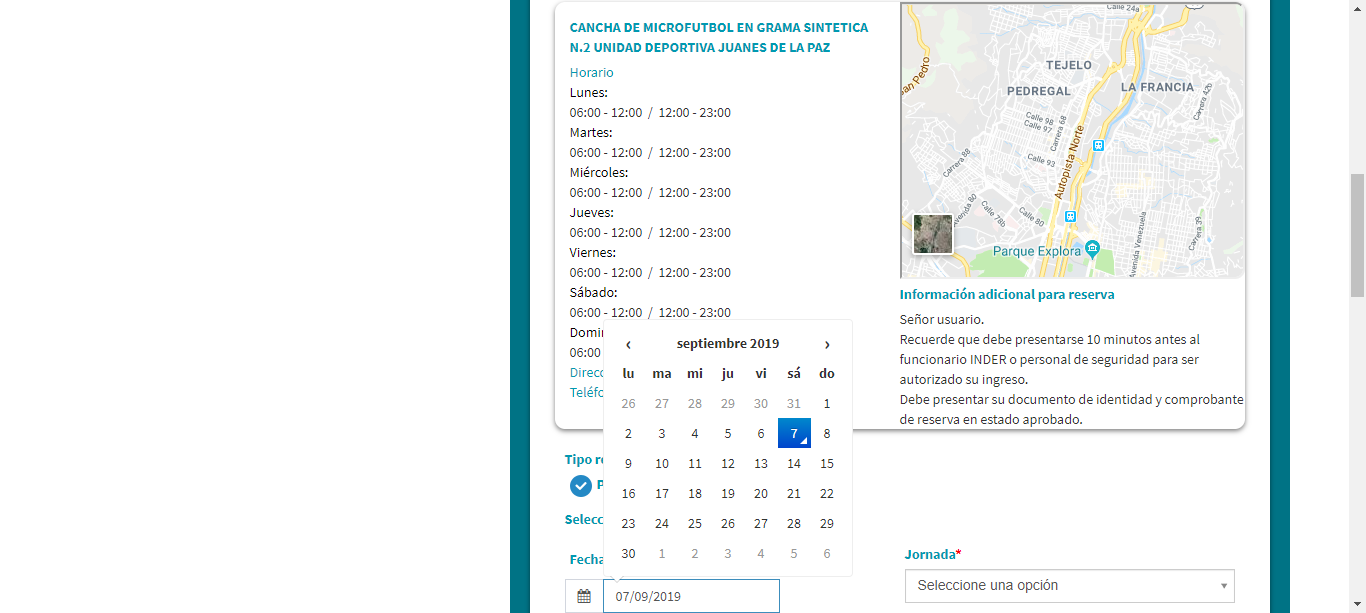 CANCHA DE MICROFUTBOL EN GRAMA SINTETICA
N.2 UNIDAD DEPORTIVA JUANES DE LA PAZ
Horario
Lunes:
06:00 - 12:00 / 12:00 - 23:00
Martes:
06:00 - 12:00 / 12:00 - 23:00
Miércoles:
06:00 - 12:00 / 12:00 - 23:00
Jueves:
06:00 - 12:00 / 12:00 - 23:00
Viernes:
06:00 - 12:00 / 12:00 - 23:00
Sábado:
06:00 - 12:00 / 12:00 - 23:00
Domin
06:00
Direcc
Teléfo
Calle 24a
San Pedro
TEJELO
PEDREGAL
LA FRANCIA
Carrera 42b
Calle 98
Calle 97
Carrera 68
Autopista Norte
Carrera 88
Calle 93
Avenida 80
Calle 78b
Calle 80
Avenida Venezuela
Carrera 39
Parque Explora
Información adicional para reserva
Señor usuario.
Recuerde que debe presentarse 10 minutos antes al
funcionario INDER o personal de seguridad para ser
autorizado su ingreso.
Debe presentar su documento de identidad y comprobante
de reserva en estado aprobado.
‹ septiembre 2019 ›
lu ma mi ju vi sá do
26 27 28 29 30 31 1
2 3 4 5 6 7 8
9 10 11 12 13 14 15
16 17 18 19 20 21 22
23 24 25 26 27 28 29
30 1 2 3 4 5 6
Tipo re
P
Selecc
Fecha
07/09/2019
Jornada*
Seleccione una opción